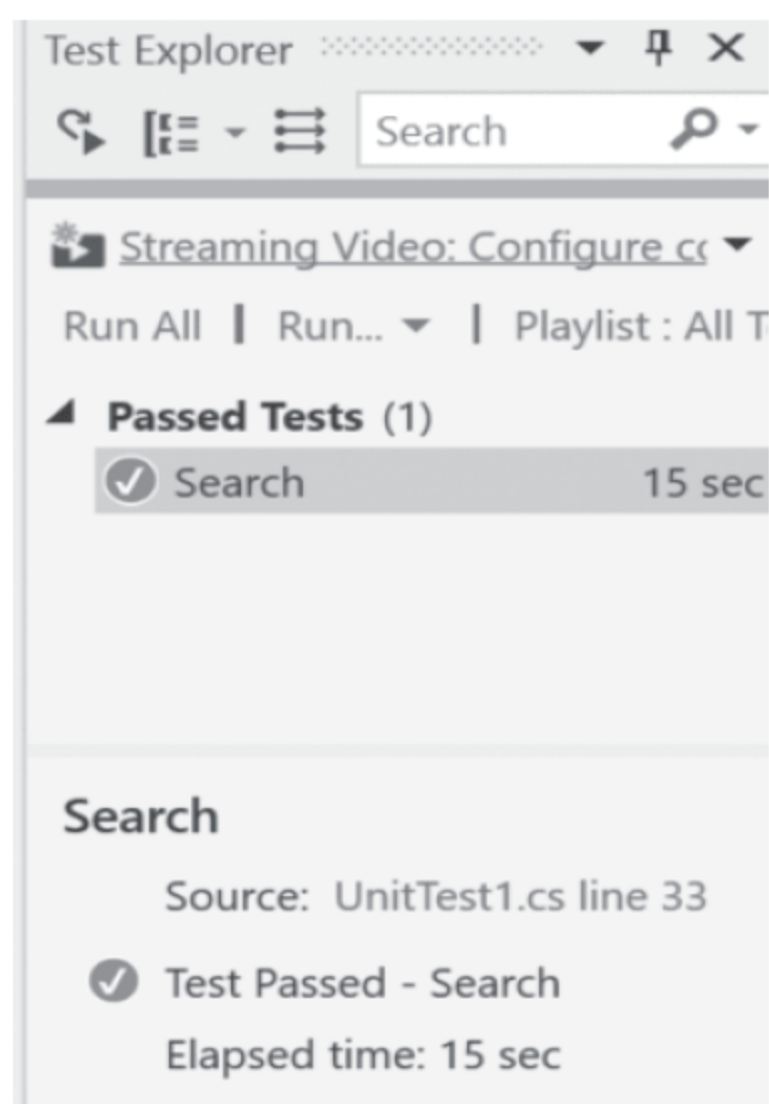 Test Explorer
Search
Streaming Video: Configure cc
Run All | Run... | Playlist : All T
Passed Tests (1)
Search 15 sec
Search
Source: UnitTest1.cs line 33
Test Passed - Search
Elapsed time: 15 sec